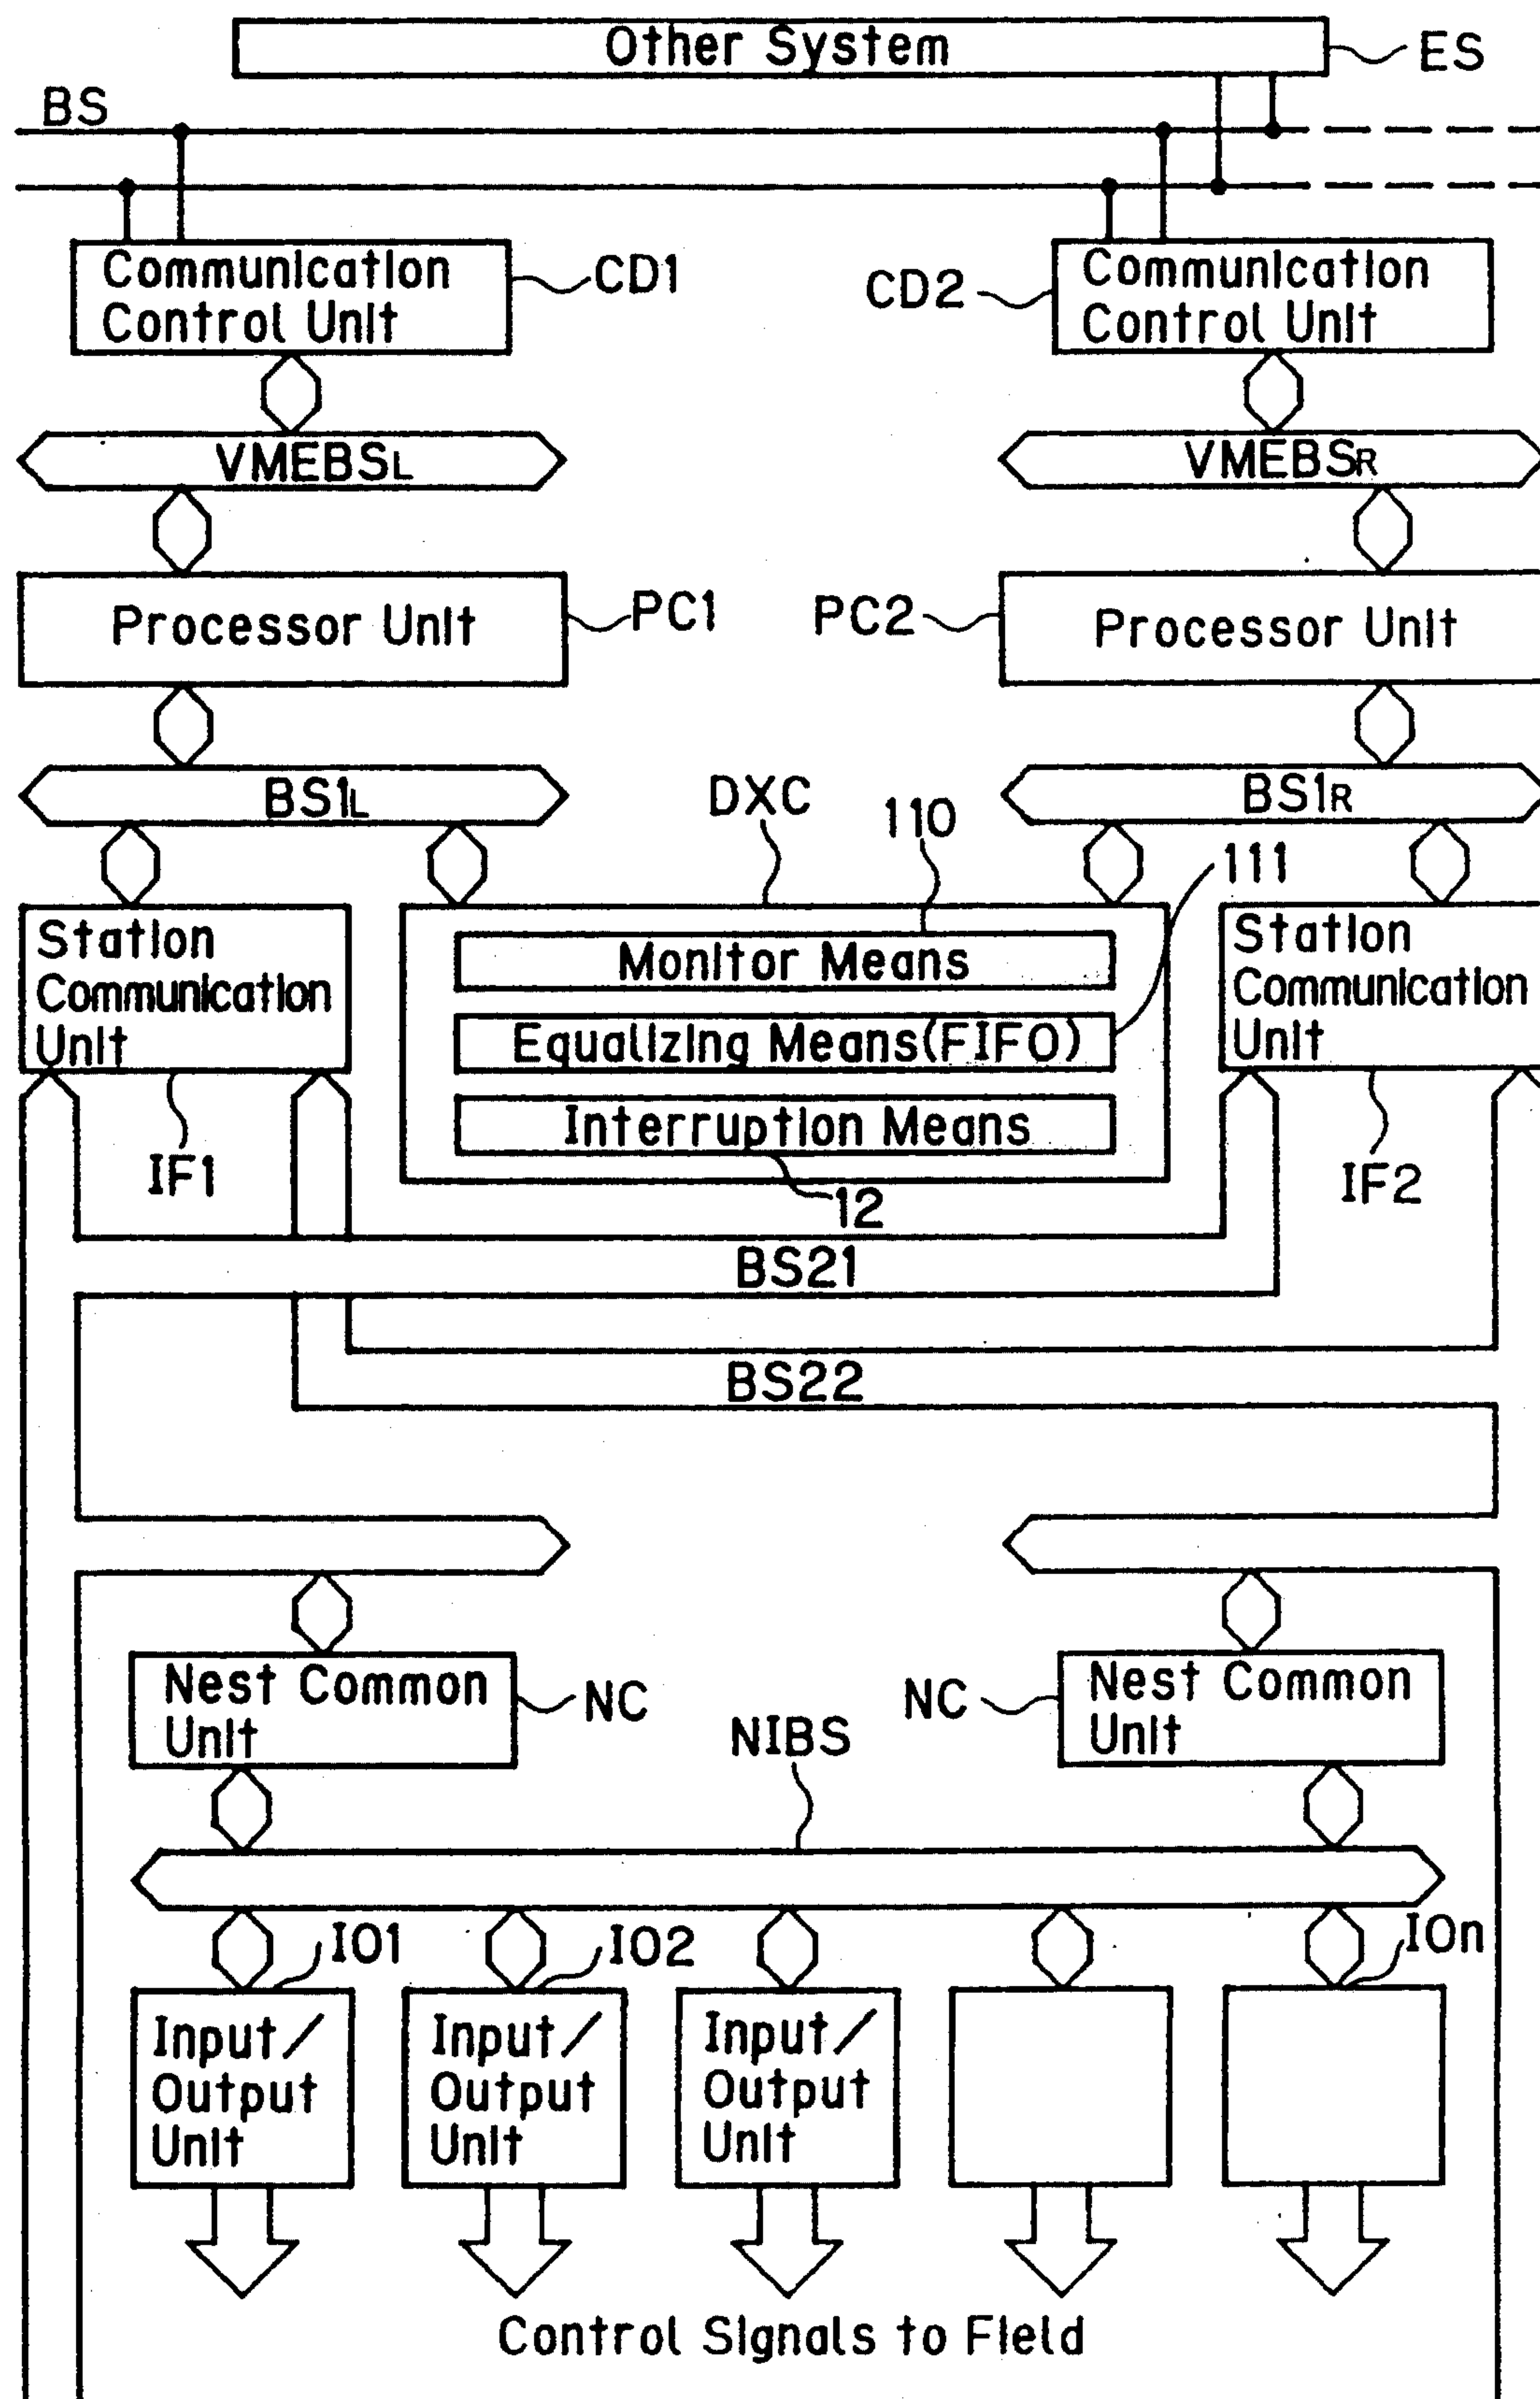 Other System
ES
BS
Communication
Control Unit
CD1
CD2
Communication
Control Unit
VMEBSL
VMEBSR
Processor Unit
PC1
PC2
Processor Unit
BS1L
DXC
110
BS1R
111
Station
Communication
Unit
Monitor Means
Equalizing Means(FIFO)
Interruption Means
Station
Communication
Unit
IF1
12
IF2
BS21
BS22
Nest Common
Unit
NC
NC
Nest Common
Unit
NIBS
IO1
IO2
IOn
Input/
Output
Unit
Input/
Output
Unit
Input/
Output
Unit
Control Signals to Field